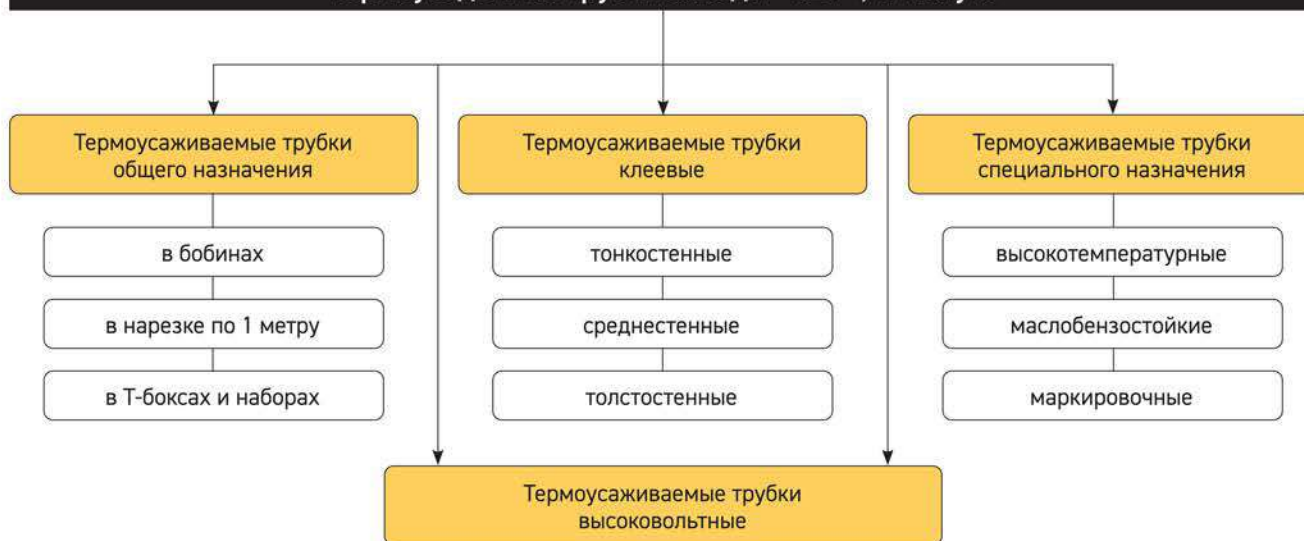 Термоусаживаемые трубки
общего назначения
Термоусаживаемые трубки
клеевые
Термоусаживаемые трубки
специального назначения
в бобинах
тонкостенные
высокотемпературные
в нарезке по 1 метру
среднестенные
маслобензостойкие
в Т-боксах и наборах
толстостенные
маркировочные
Термоусаживаемые трубки
высоковольтные